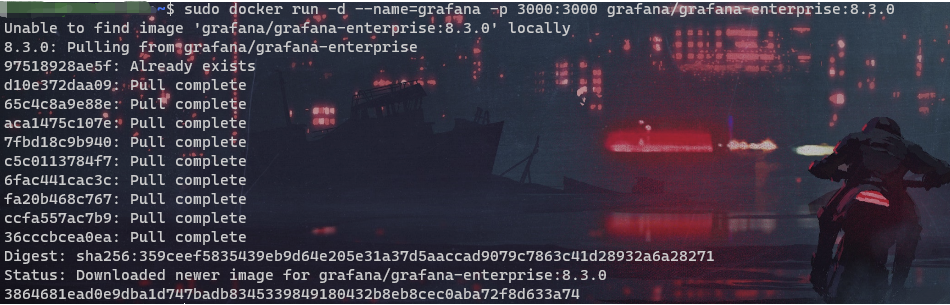 ~$ sudo docker run -d --name=grafana -p 3000:3000 grafana/grafana-enterprise:8.3.0
Unable to find image 'grafana/grafana-enterprise:8.3.0' locally
8.3.0: Pulling from grafana/grafana-enterprise
97518928ae5f: Already exists
d10e372daa09: Pull complete
65c4c8a9e88e: Pull complete
aca1475c107e: Pull complete
7fbd18c9b940: Pull complete
c5c0113784f7: Pull complete
6fac441cac3c: Pull complete
fa20b468c767: Pull complete
ccfa557ac7b9: Pull complete
36cccbcea0ea: Pull complete
Digest: sha256:359ceef5835439eb9d64e205e31a37d5aaccad9079c7863c41d28932a6a28271
Status: Downloaded newer image for grafana/grafana-enterprise:8.3.0
3864681ead0e9dba1d747badb8345339849180432b8eb8cec0aba72f8d633a74